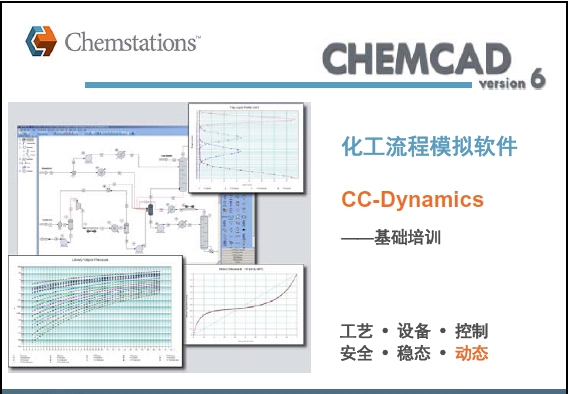 Chemstations™
CHEMCAD
version 6
化工流程模拟软件
CC-Dynamics
——基础培训
工艺 • 设备 • 控制
安全 • 稳态 • 动态